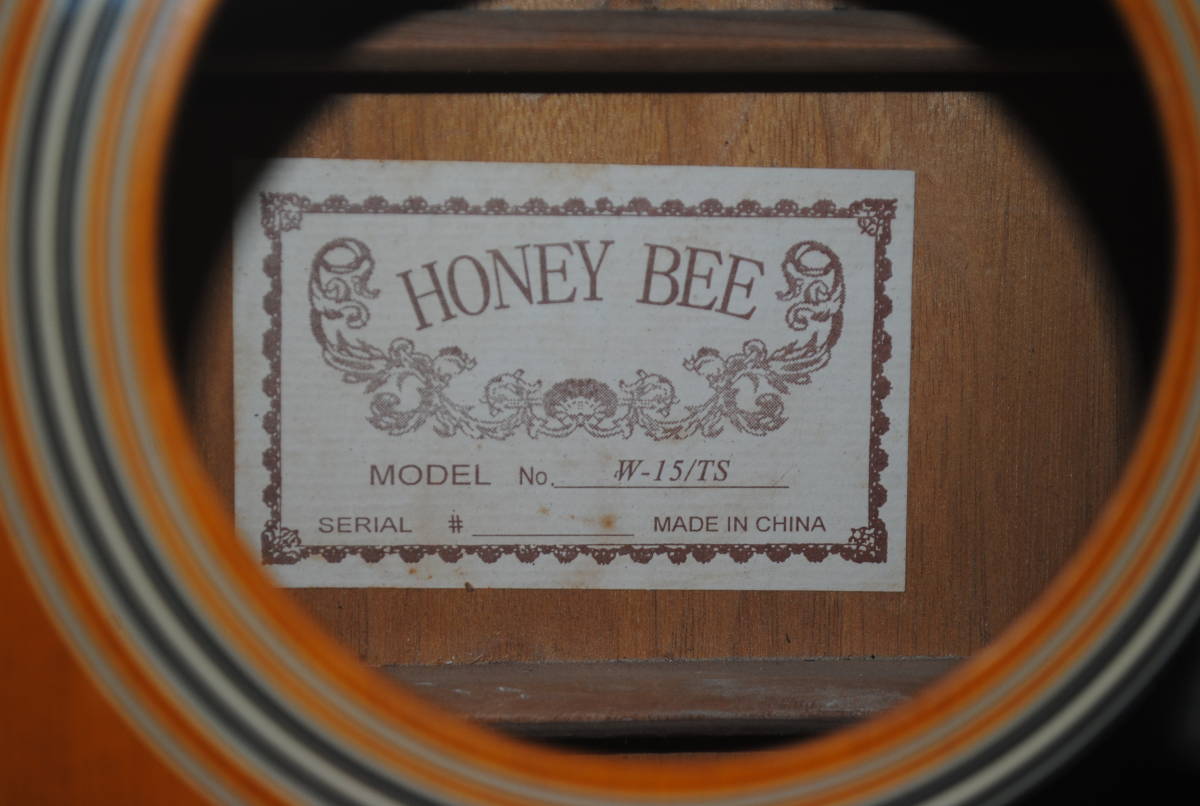 HONEY BEE
MODEL No. W-15/TS
SERIAL # MADE IN CHINA